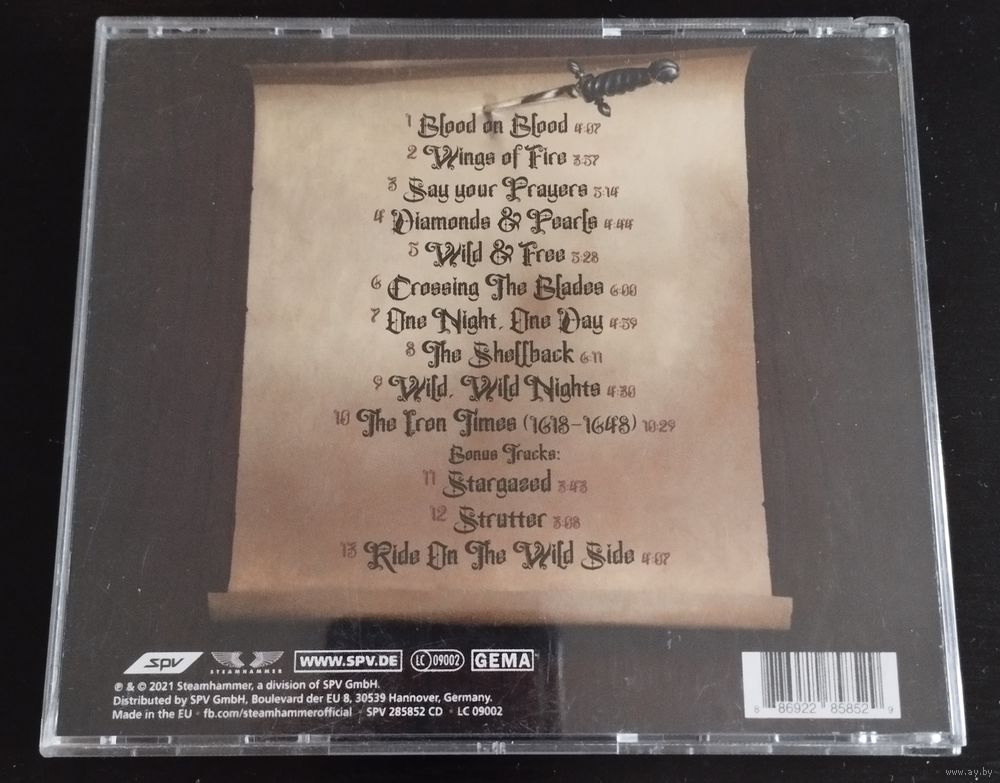 1 Blood on Blood 4:07
2 Wings of Fire 3:57
3 Say your Prayers 5:14
4 Diamonds & Pearls 4:44
5 Wild & Free 5:28
6 Crossing The Blades 6:00
7 One Night, One Day 4:59
8 The Shellback 6:11
9 Wild, Wild Nights 4:30
10 The Iron Times (1618–1648) 10:29
Bonus Tracks:
11 Stargazed 3:43
12 Strutter 3:08
13 Ride On The Wild Side 4:07
SPV STEAMHAMMER WWW.SPV.DE LC 09002 GEMA
℗ & © 2021 Steamhammer, a division of SPV GmbH.
Distributed by SPV GmbH, Boulevard der EU 8, 30539 Hannover, Germany.
Made in the EU · fb.com/steamhammerofficial · SPV 285852 CD · LC 09002
8 86922 85852 9
www.ay.by